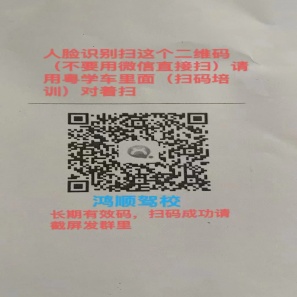 人脸识别扫这个二维码
（不要用微信直接扫）请
用粤学车里面（扫码培
训）对着扫
鸿顺驾校
长期有效码，扫码成功请
截屏发群里